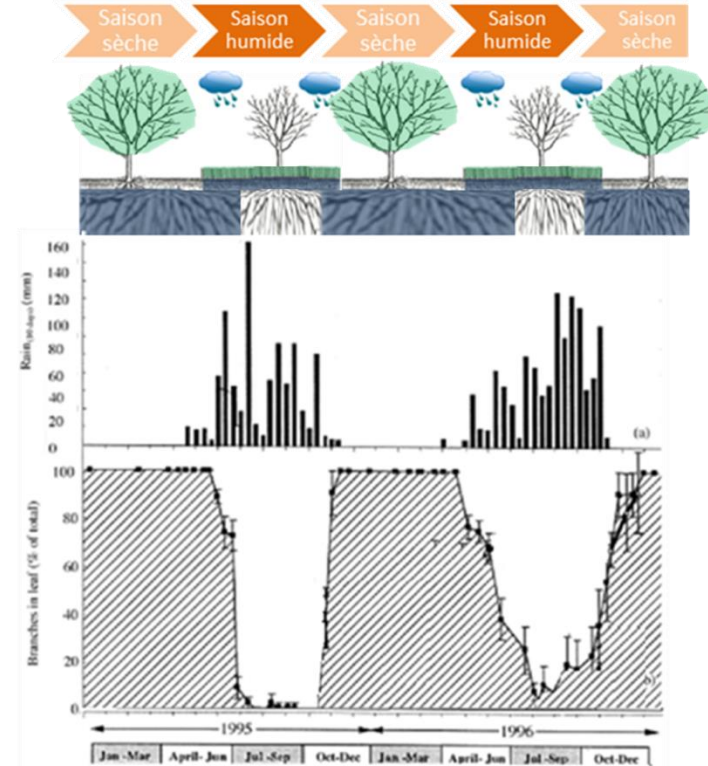 Saison
sèche
Saison
humide
Saison
sèche
Saison
humide
Saison
sèche
160
140
120
100
80
60
40
20
0
(mm)
(a)
100
80
60
40
20
0
Branches in leaf (% of total)
1995
1996
Jan -Mar
April- Jun
Jul -Sep
Oct-Dec
Jan -Mar
April- Jun
Jul -Sep
Oct-Dec